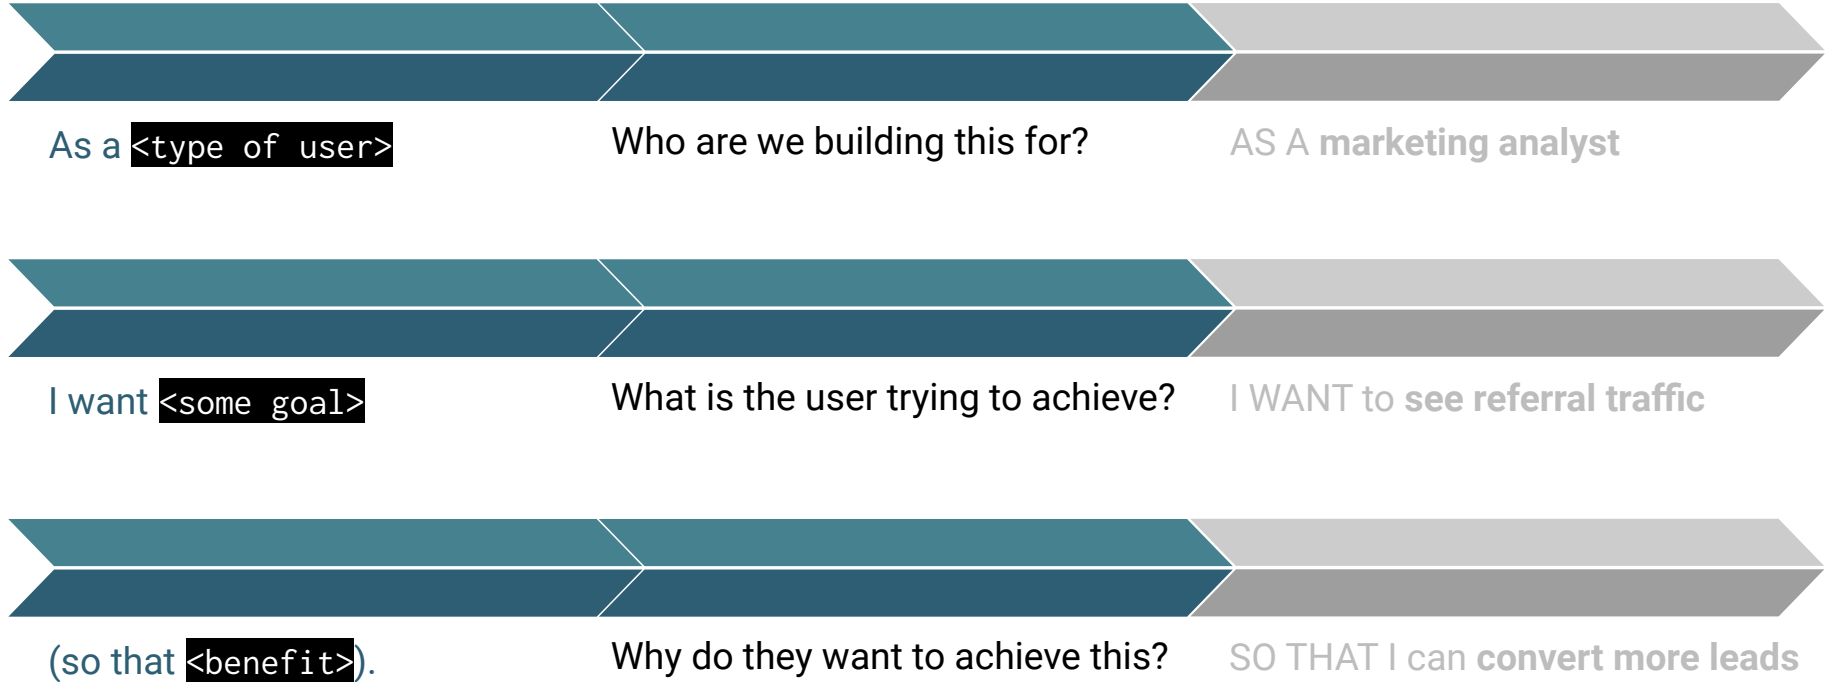 As a <type of user>
Who are we building this for?
AS A marketing analyst
I want <some goal>
What is the user trying to achieve?
I WANT to see referral traffic
(so that <benefit>).
Why do they want to achieve this?
SO THAT I can convert more leads